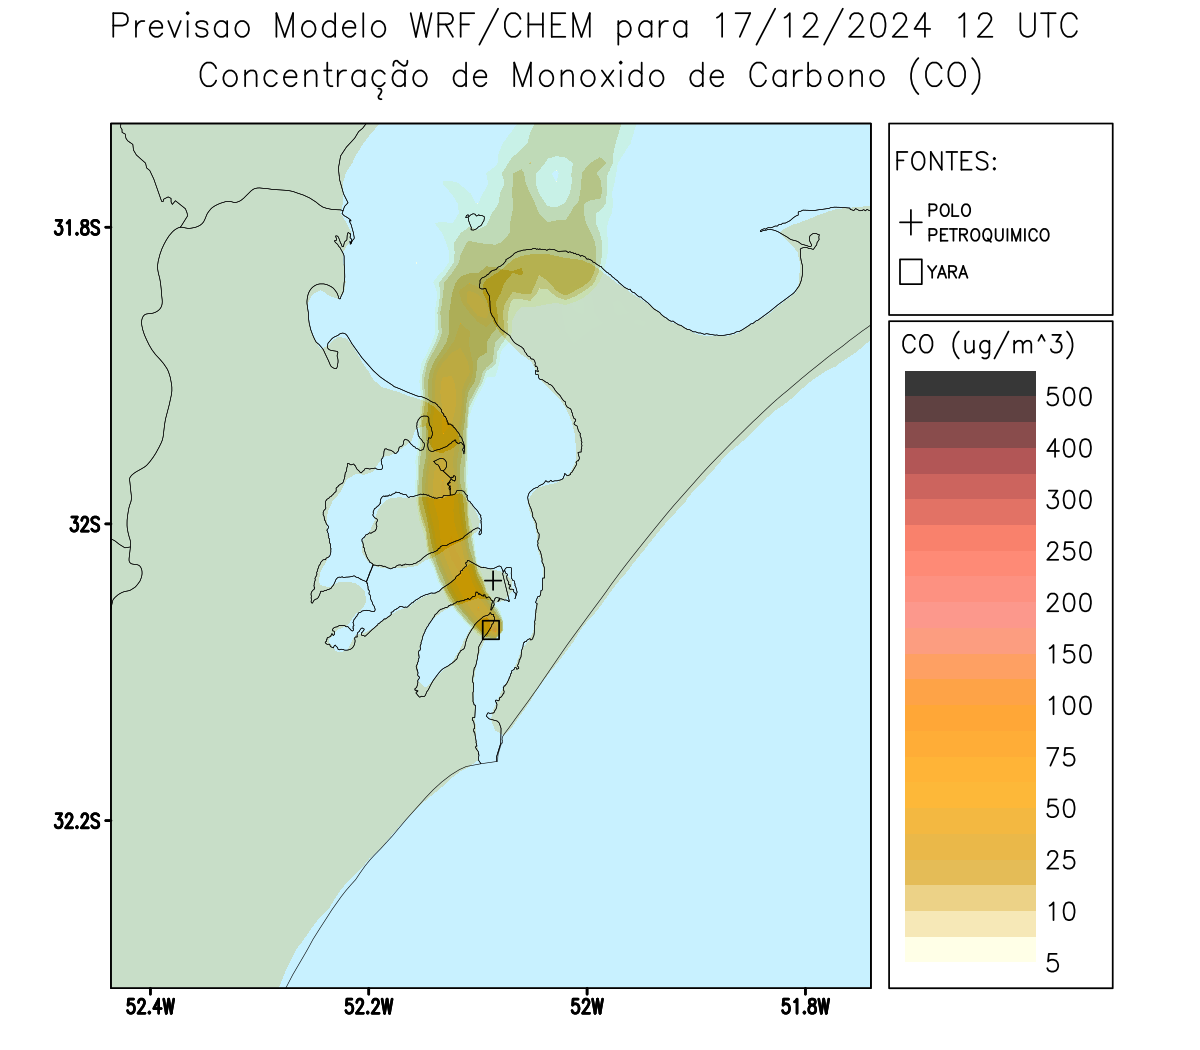 Previsao Modelo WRF/CHEM para 17/12/2024 12 UTC
Concentração de Monoxido de Carbono (CO)
FONTES:
POLO
PETROQUIMICO
YARA
CO (ug/m^3)
500
400
300
250
200
150
100
75
50
25
10
5
31.8S
32S
32.2S
52.4W
52.2W
52W
51.8W